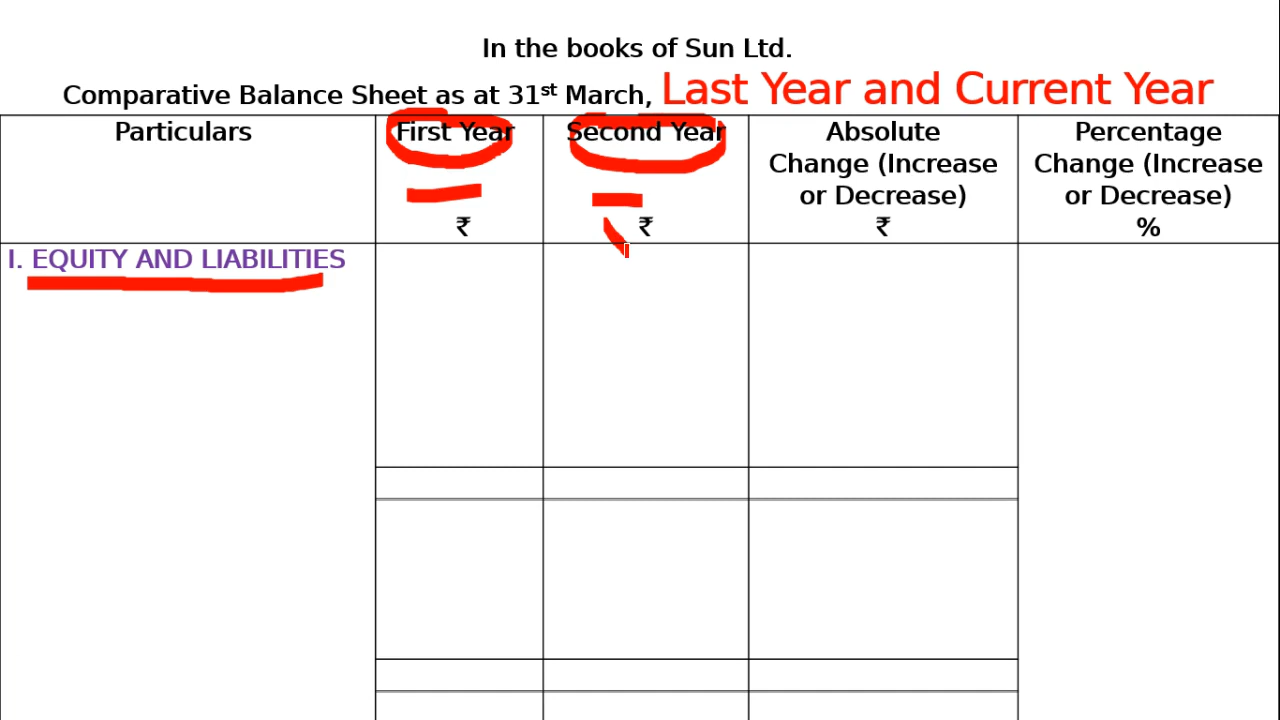 In the books of Sun Ltd.
Comparative Balance Sheet as at 31st March, Last Year and Current Year
Particulars
First Year
₹
Second Year
₹
Absolute
Change (Increase
or Decrease)
₹
Percentage
Change (Increase
or Decrease)
%
I. EQUITY AND LIABILITIES